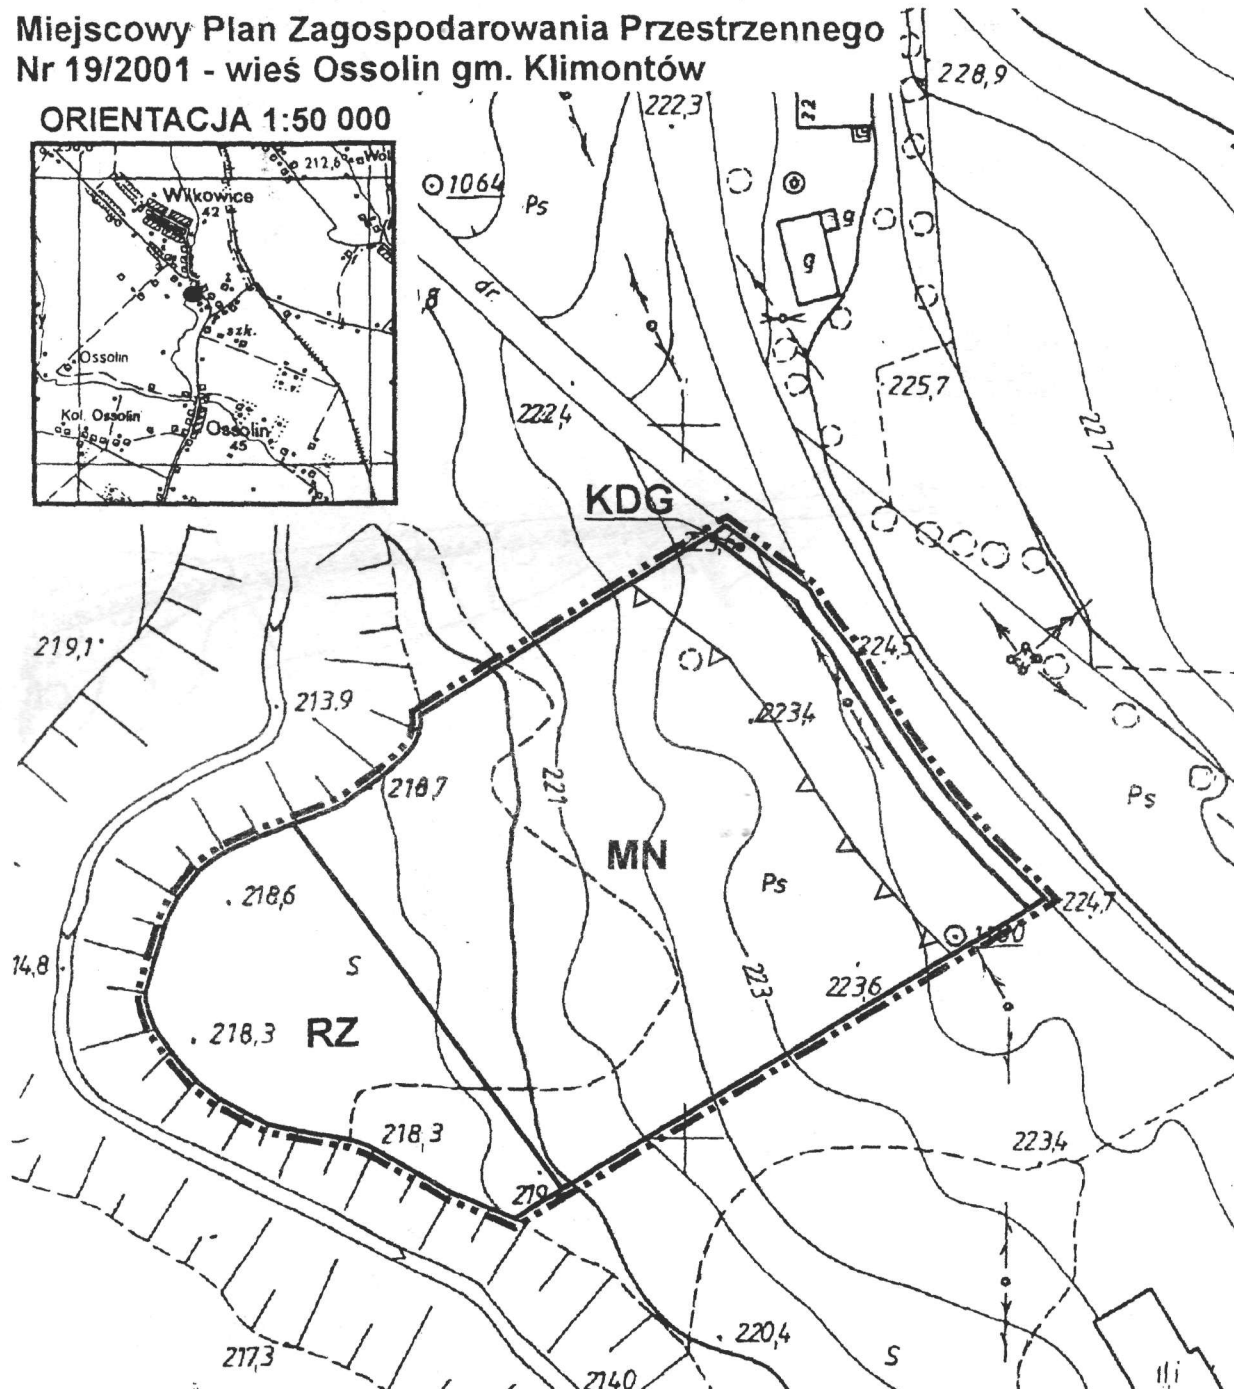 Miejscowy Plan Zagospodarowania Przestrzennego
Nr 19/2001 - wieś Ossolin gm. Klimontów
ORIENTACJA 1:50 000
212,6
Wilkowice
42
szk.
Ossolin
Kol. Ossolin
Ossolin
45
228,9
222,3
1064
Ps
g
g
dr.
225,7
222,4
227
KDG
219,1
224,5
213,9
223,4
218,7
221
Ps
MN
Ps
218,6
224,7
S
14,8
223,6
223
218,3
RZ
218,3
223,4
219
220,4
217,3
S
214,0